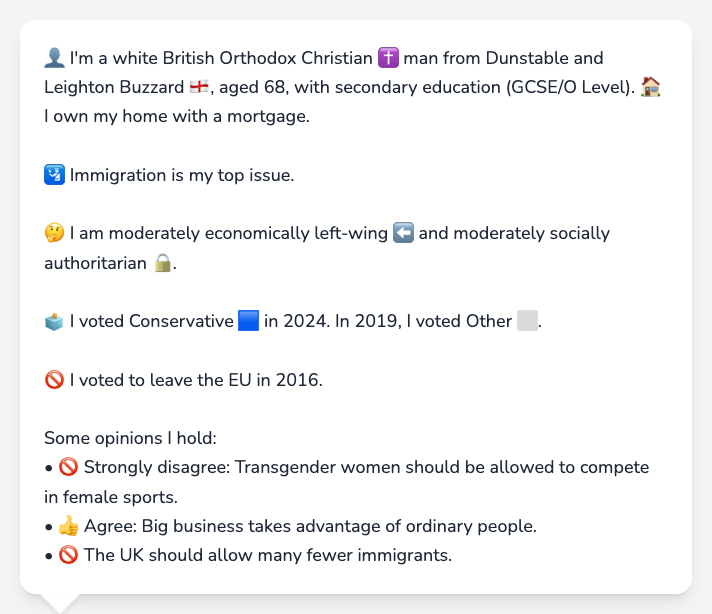 👤 I'm a white British Orthodox Christian ✝️ man from Dunstable and
Leighton Buzzard 🏴󠁧󠁢󠁥󠁮󠁧󠁿, aged 68, with secondary education (GCSE/O Level). 🏠
I own my home with a mortgage.
🛂 Immigration is my top issue.
🤔 I am moderately economically left-wing ⬅️ and moderately socially
authoritarian 🔒.
🗳️ I voted Conservative 🟦 in 2024. In 2019, I voted Other ⬜.
🚫 I voted to leave the EU in 2016.
Some opinions I hold:
• 🚫 Strongly disagree: Transgender women should be allowed to compete
in female sports.
• 👍 Agree: Big business takes advantage of ordinary people.
• 🚫 The UK should allow many fewer immigrants.